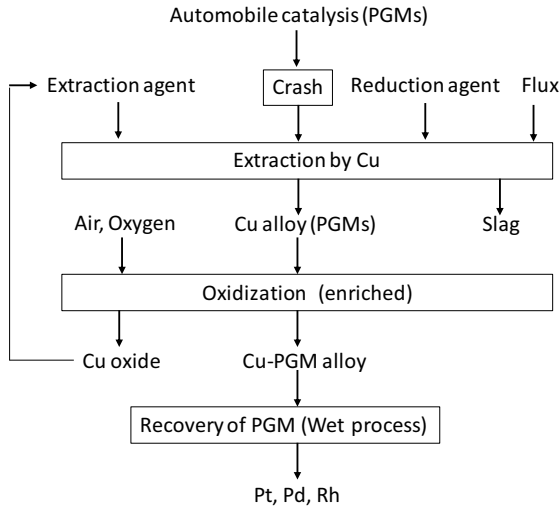 Automobile catalysis (PGMs)
Extraction agent
Crash
Reduction agent
Flux
Extraction by Cu
Air, Oxygen
Cu alloy (PGMs)
Slag
Oxidization (enriched)
Cu oxide
Cu-PGM alloy
Recovery of PGM (Wet process)
Pt, Pd, Rh